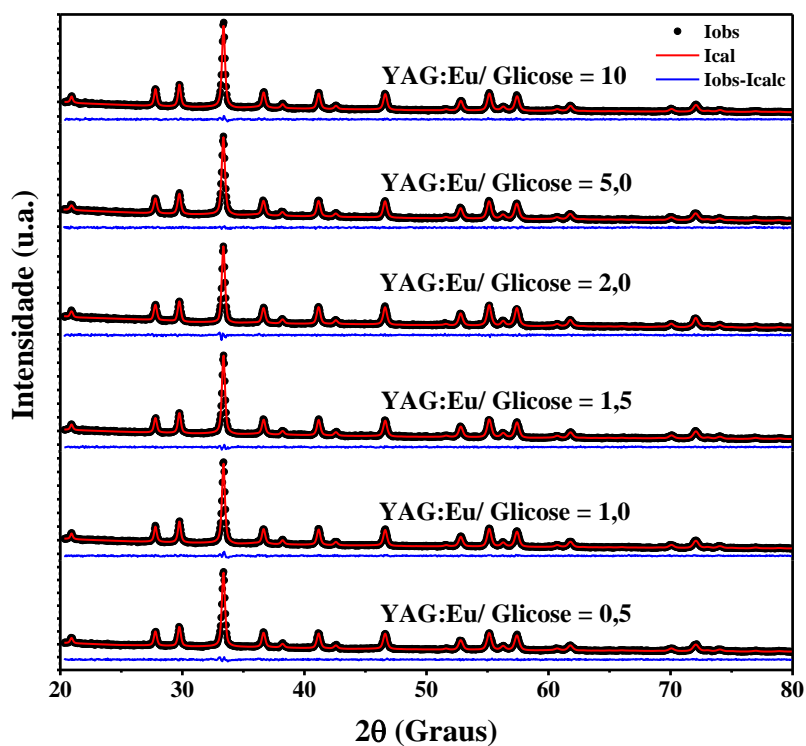 Iobs
Ical
Iobs-Icalc
YAG:Eu/ Glicose = 10
YAG:Eu/ Glicose = 5,0
YAG:Eu/ Glicose = 2,0
YAG:Eu/ Glicose = 1,5
YAG:Eu/ Glicose = 1,0
YAG:Eu/ Glicose = 0,5
Intensidade (u.a.)
20 30 40 50 60 70 80
2θ (Graus)